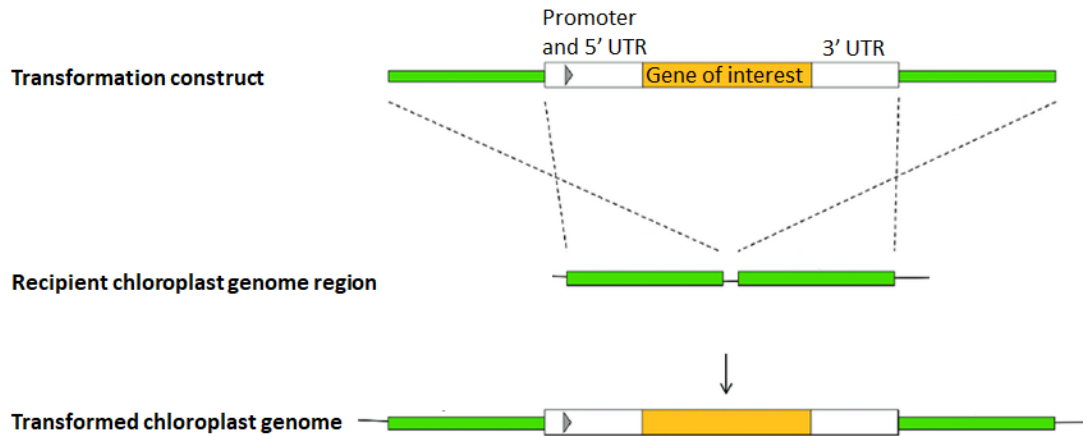 Promoter
and 5' UTR
3' UTR
Transformation construct
Gene of interest
Recipient chloroplast genome region
Transformed chloroplast genome